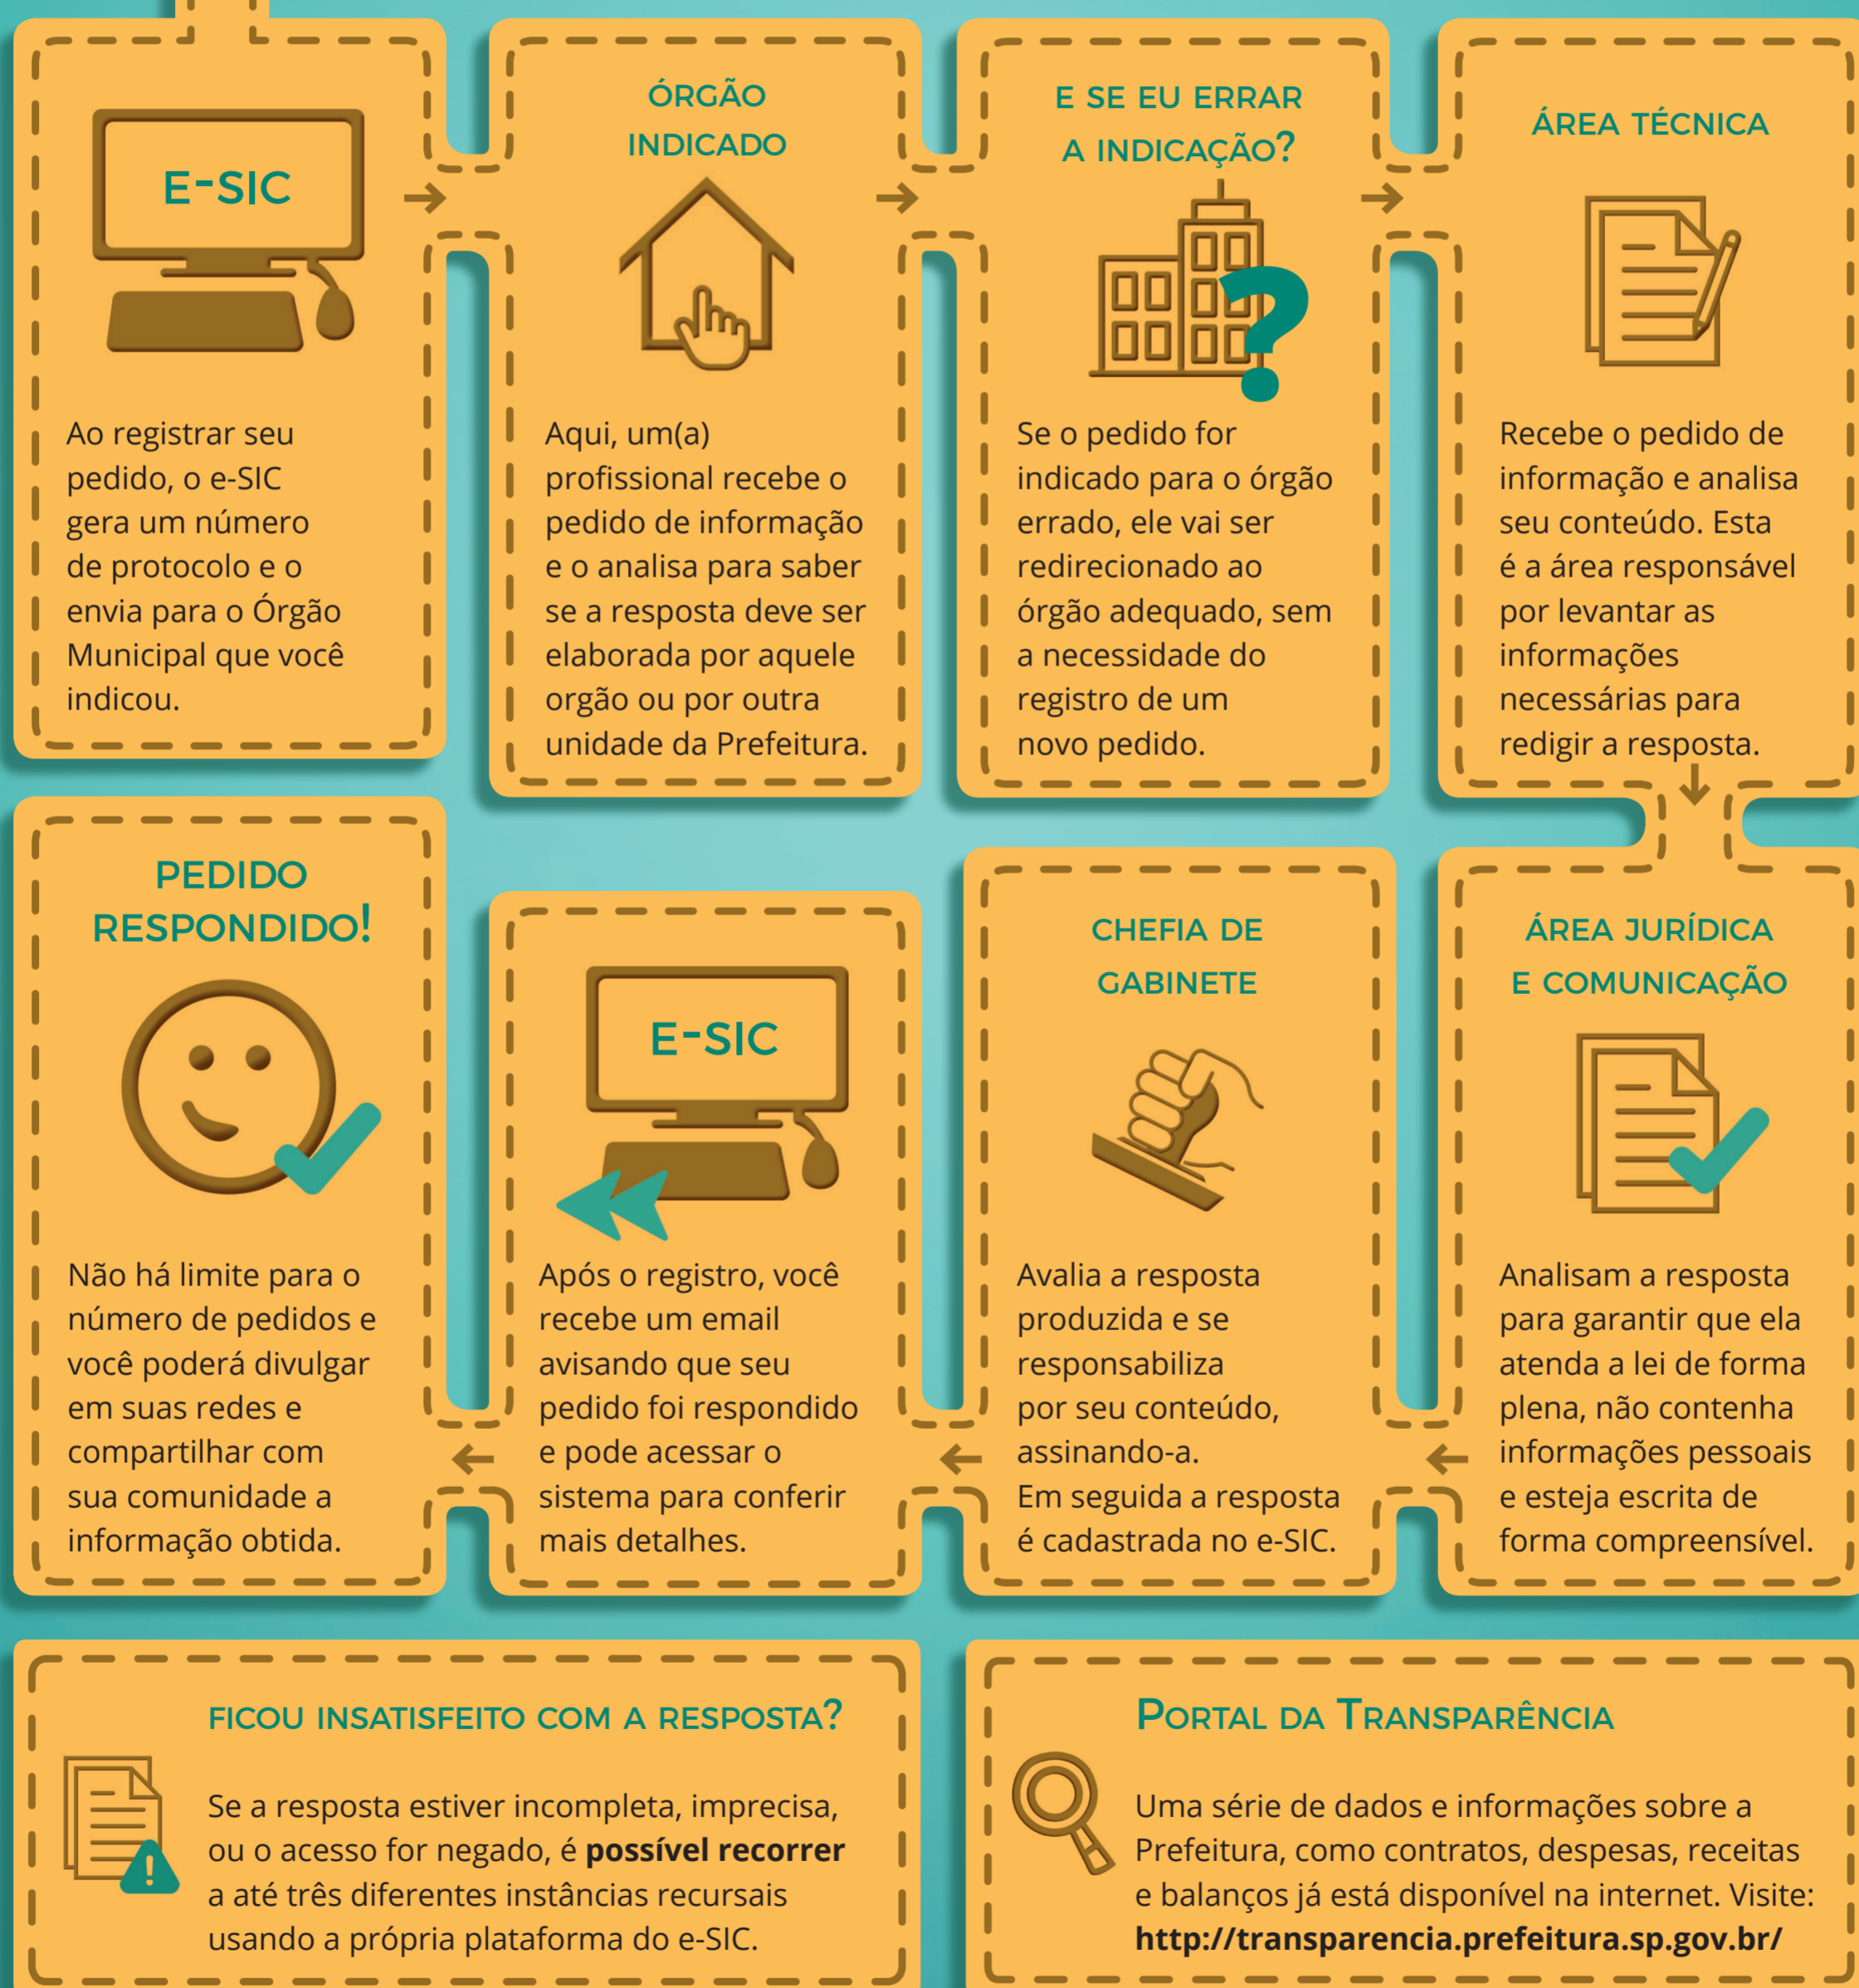 E-SIC
Ao registrar seu
pedido, o e-SIC
gera um número
de protocolo e o
envia para o Órgão
Municipal que você
indicou.
ÓRGÃO
INDICADO
Aqui, um(a)
profissional recebe o
pedido de informação
e o analisa para saber
se a resposta deve ser
elaborada por aquele
orgão ou por outra
unidade da Prefeitura.
E SE EU ERRAR
A INDICAÇÃO?
?
Se o pedido for
indicado para o órgão
errado, ele vai ser
redirecionado ao
órgão adequado, sem
a necessidade do
registro de um
novo pedido.
ÁREA TÉCNICA
Recebe o pedido de
informação e analisa
seu conteúdo. Esta
é a área responsável
por levantar as
informações
necessárias para
redigir a resposta.
ÁREA JURÍDICA
E COMUNICAÇÃO
Analisam a resposta
para garantir que ela
atenda a lei de forma
plena, não contenha
informações pessoais
e esteja escrita de
forma compreensível.
CHEFIA DE
GABINETE
Avalia a resposta
produzida e se
responsabiliza
por seu conteúdo,
assinando-a.
Em seguida a resposta
é cadastrada no e-SIC.
E-SIC
Após o registro, você
recebe um email
avisando que seu
pedido foi respondido
e pode acessar o
sistema para conferir
mais detalhes.
PEDIDO
RESPONDIDO!
Não há limite para o
número de pedidos e
você poderá divulgar
em suas redes e
compartilhar com
sua comunidade a
informação obtida.
FICOU INSATISFEITO COM A RESPOSTA?
!
Se a resposta estiver incompleta, imprecisa,
ou o acesso for negado, é possível recorrer
a até três diferentes instâncias recursais
usando a própria plataforma do e-SIC.
PORTAL DA TRANSPARÊNCIA
Uma série de dados e informações sobre a
Prefeitura, como contratos, despesas, receitas
e balanços já está disponível na internet. Visite:
http://transparencia.prefeitura.sp.gov.br/